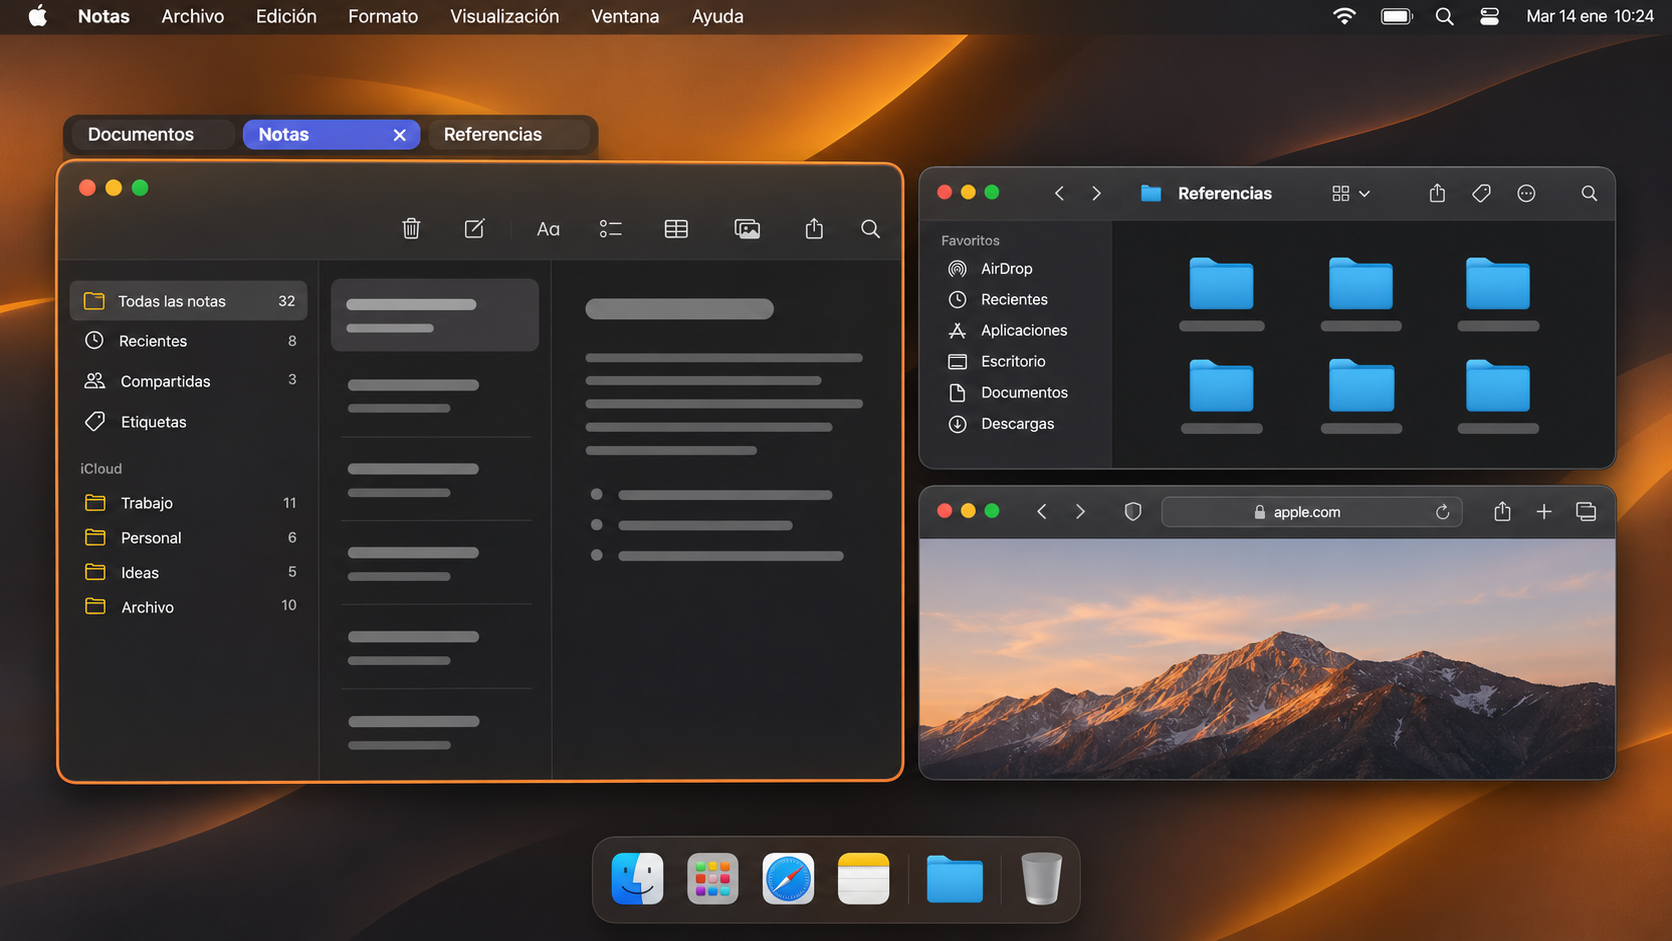 Notas Archivo Edición Formato Visualización Ventana Ayuda Mar 14 ene 10:24
Documentos Notas Referencias
Aa
Todas las notas 32
Recientes 8
Compartidas 3
Etiquetas
iCloud
Trabajo 11
Personal 6
Ideas 5
Archivo 10
Referencias
Favoritos
AirDrop
Recientes
Aplicaciones
Escritorio
Documentos
Descargas
apple.com